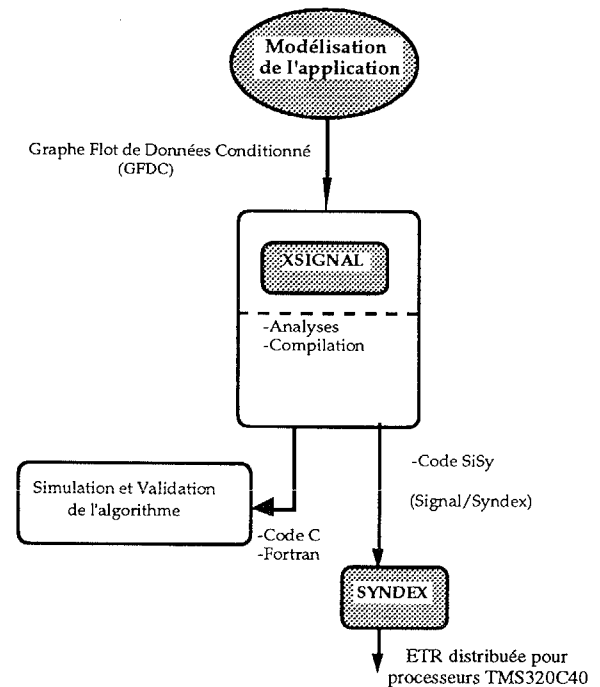 Modélisation
de l'application
Graphe Flot de Données Conditionné
(GFDC)
XSIGNAL
-Analyses
-Compilation
-Code SiSy
(Signal/Syndex)
Simulation et Validation
de l'algorithme
-Code C
-Fortran
SYNDEX
ETR distribuée pour
processeurs TMS320C40